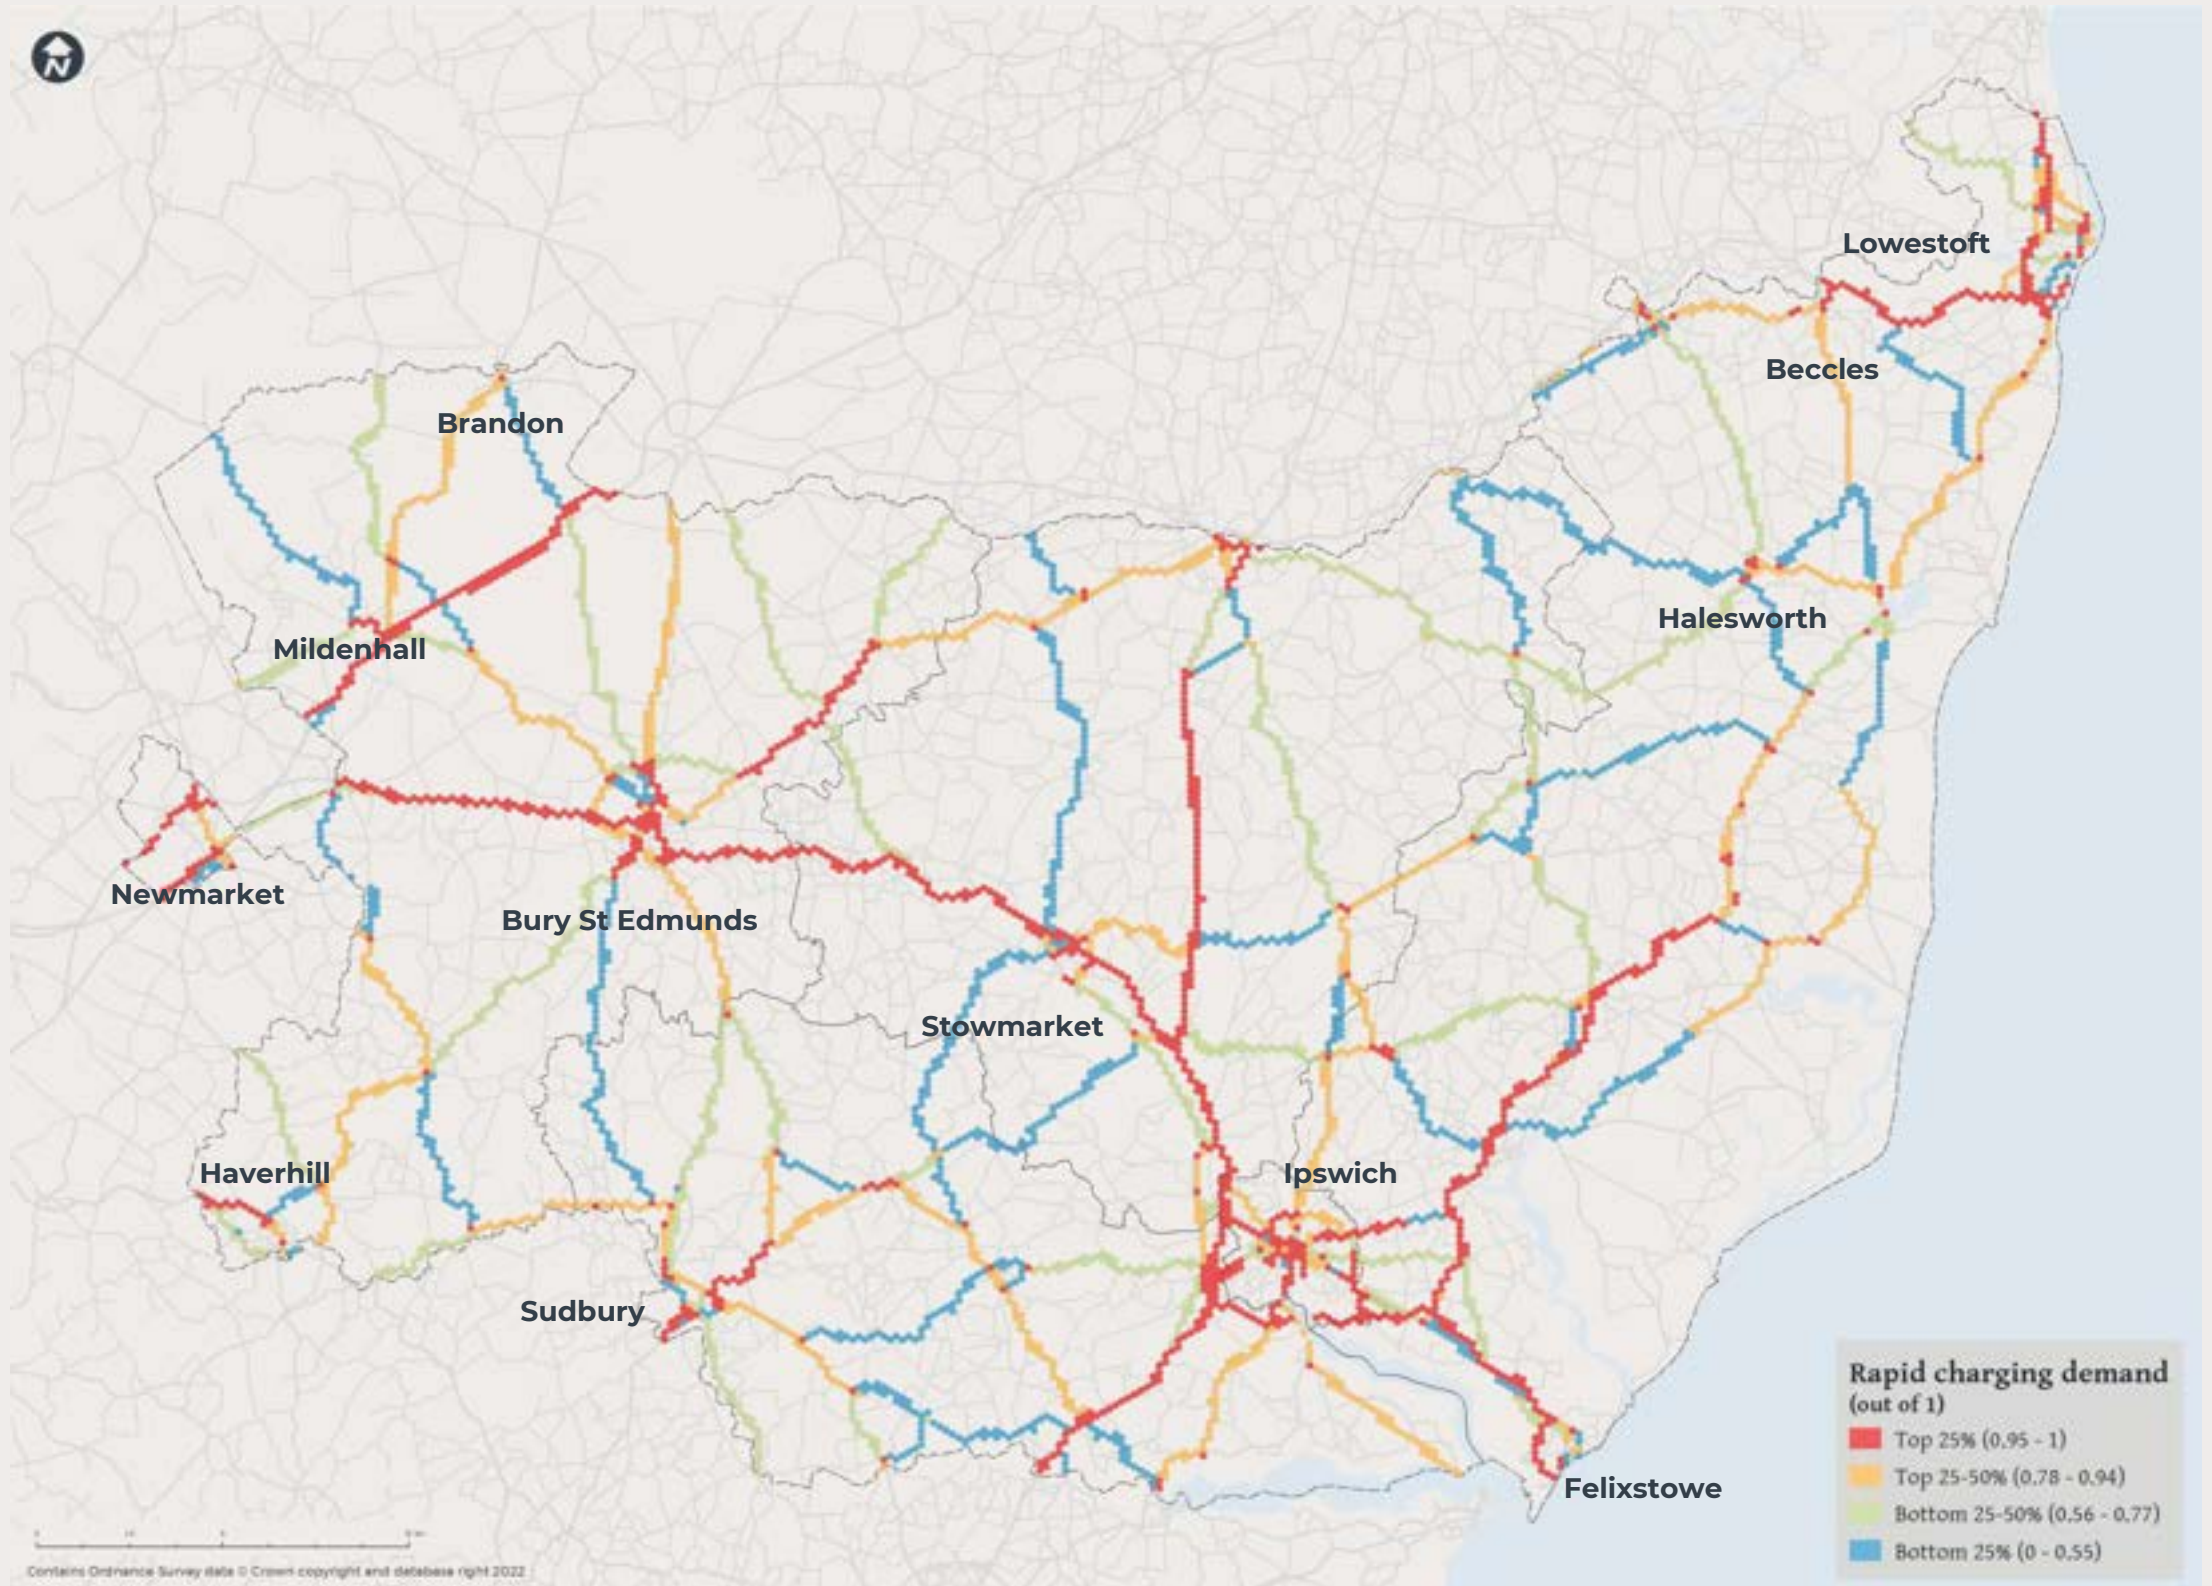 N
Lowestoft
Beccles
Brandon
Halesworth
Mildenhall
Newmarket
Bury St Edmunds
Stowmarket
Haverhill
Ipswich
Sudbury
Felixstowe
Rapid charging demand
(out of 1)
Top 25% (0.95 - 1)
Top 25-50% (0.78 - 0.94)
Bottom 25-50% (0.56 - 0.77)
Bottom 25% (0 - 0.55)
Contains Ordnance Survey data © Crown copyright and database right 2022